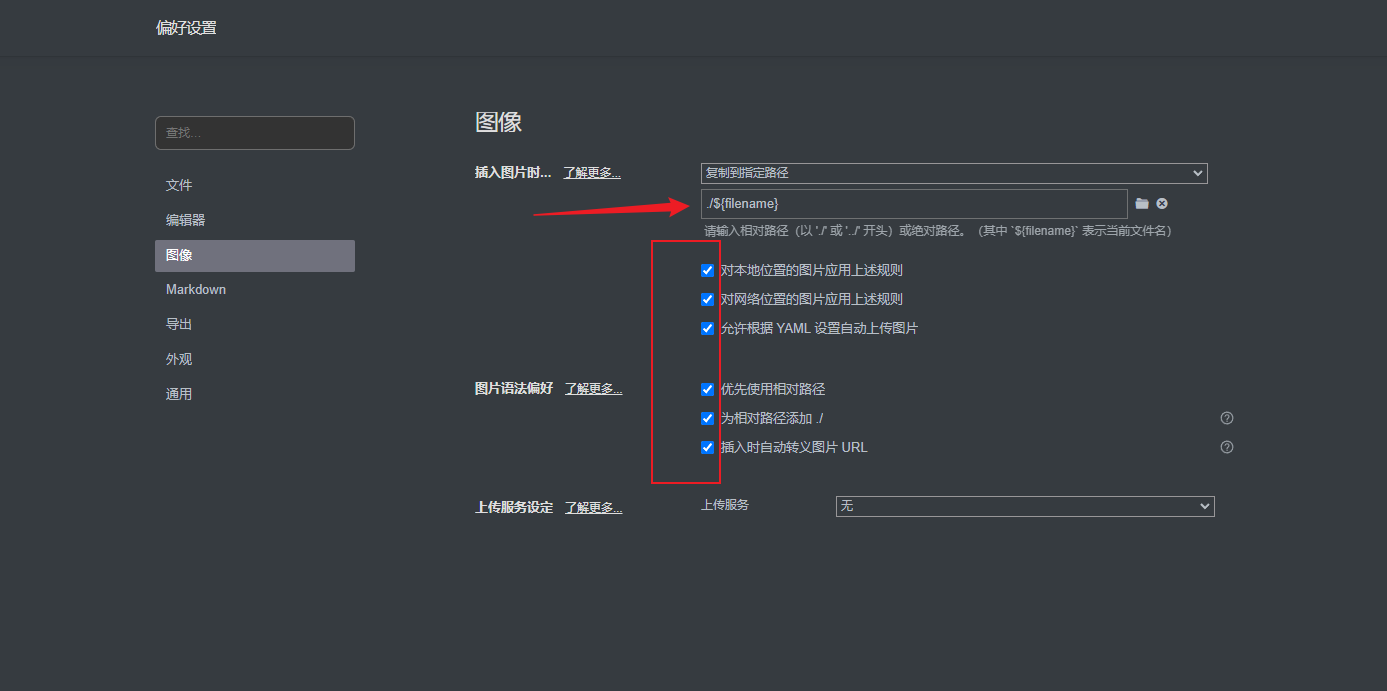 偏好设置
查找...
文件
编辑器
图像
Markdown
导出
外观
通用
图像
插入图片时... 了解更多... 复制到指定路径
./${filename}
请输入相对路径（以 './' 或 '../' 开头）或绝对路径。（其中 `${filename}` 表示当前文件名）
对本地位置的图片应用上述规则
对网络位置的图片应用上述规则
允许根据 YAML 设置自动上传图片
图片语法偏好 了解更多... 优先使用相对路径
为相对路径添加 ./
插入时自动转义图片 URL
上传服务设定 了解更多... 上传服务 无